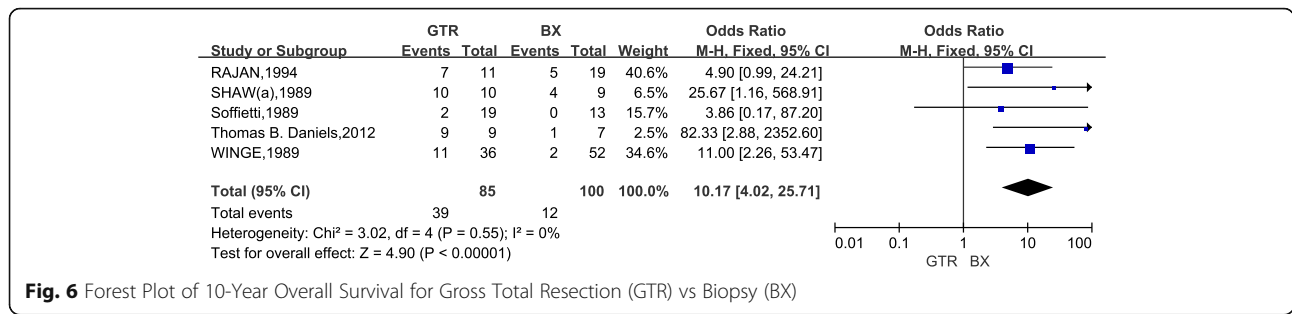 GTR BX Odds Ratio Odds Ratio
Study or Subgroup Events Total Events Total Weight M-H, Fixed, 95% CI M-H, Fixed, 95% CI
RAJAN,1994 7 11 5 19 40.6% 4.90 [0.99, 24.21]
SHAW(a),1989 10 10 4 9 6.5% 25.67 [1.16, 568.91]
Soffietti,1989 2 19 0 13 15.7% 3.86 [0.17, 87.20]
Thomas B. Daniels,2012 9 9 1 7 2.5% 82.33 [2.88, 2352.60]
WINGE,1989 11 36 2 52 34.6% 11.00 [2.26, 53.47]
Total (95% CI) 85 100 100.0% 10.17 [4.02, 25.71]
Total events 39 12
Heterogeneity: Chi² = 3.02, df = 4 (P = 0.55); I² = 0%
Test for overall effect: Z = 4.90 (P < 0.00001)
0.01 0.1 1 10 100
GTR BX
Fig. 6 Forest Plot of 10-Year Overall Survival for Gross Total Resection (GTR) vs Biopsy (BX)